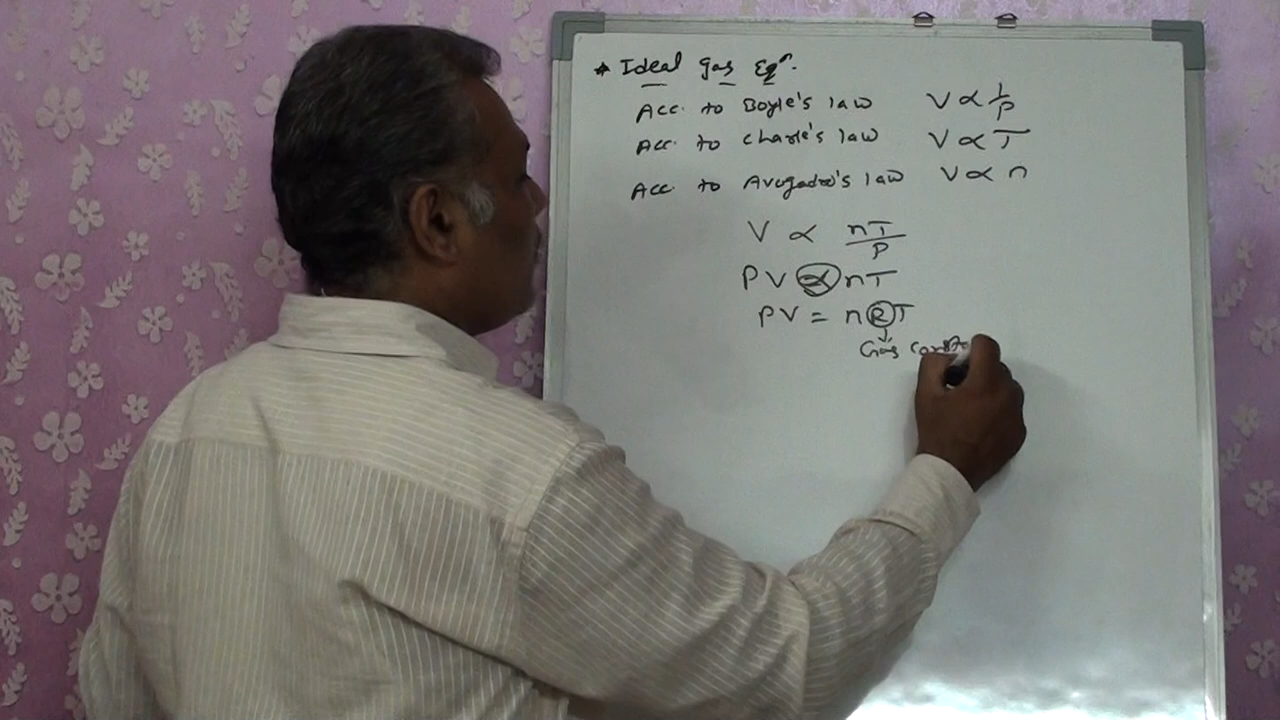 * Ideal gas Eqn.
Acc. to Boyle's law V ∝ 1/P
Acc. to Charle's law V ∝ T
Acc. to Avogadro's law V ∝ n
V ∝ nT/P
PV ∝ nT
PV = nRT
Gas